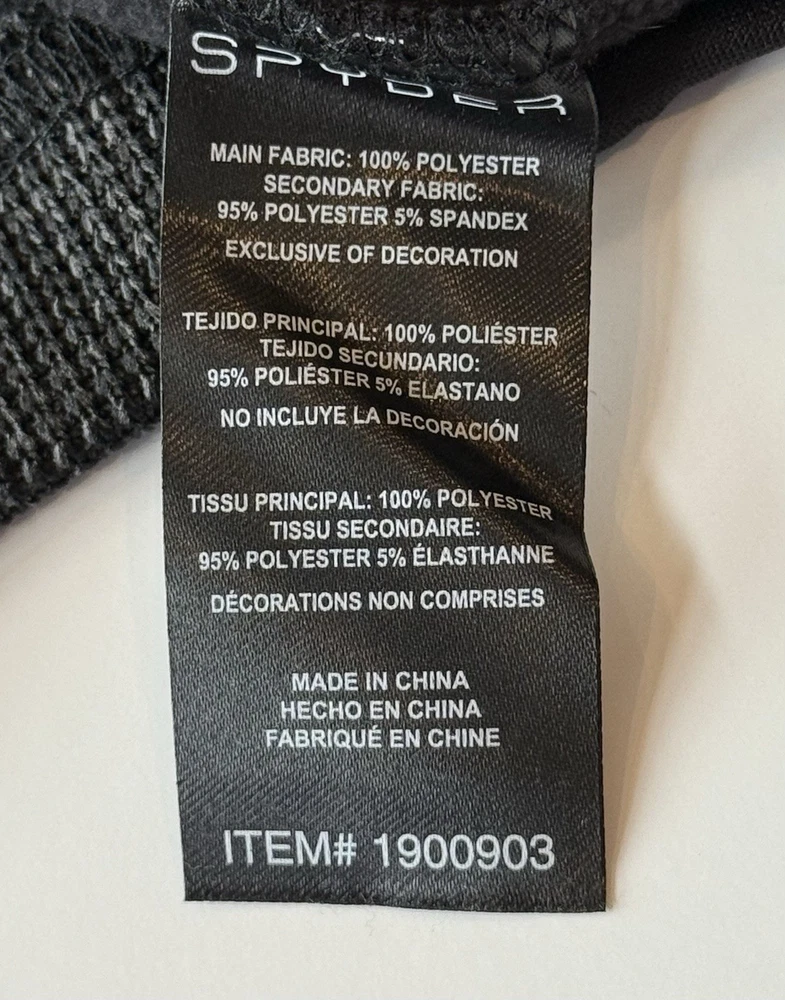 SPYDER
MAIN FABRIC: 100% POLYESTER
SECONDARY FABRIC:
95% POLYESTER 5% SPANDEX
EXCLUSIVE OF DECORATION
TEJIDO PRINCIPAL: 100% POLIÉSTER
TEJIDO SECUNDARIO:
95% POLIÉSTER 5% ELASTANO
NO INCLUYE LA DECORACIÓN
TISSU PRINCIPAL: 100% POLYESTER
TISSU SECONDAIRE:
95% POLYESTER 5% ÉLASTHANNE
DÉCORATIONS NON COMPRISES
MADE IN CHINA
HECHO EN CHINA
FABRIQUÉ EN CHINE
ITEM# 1900903